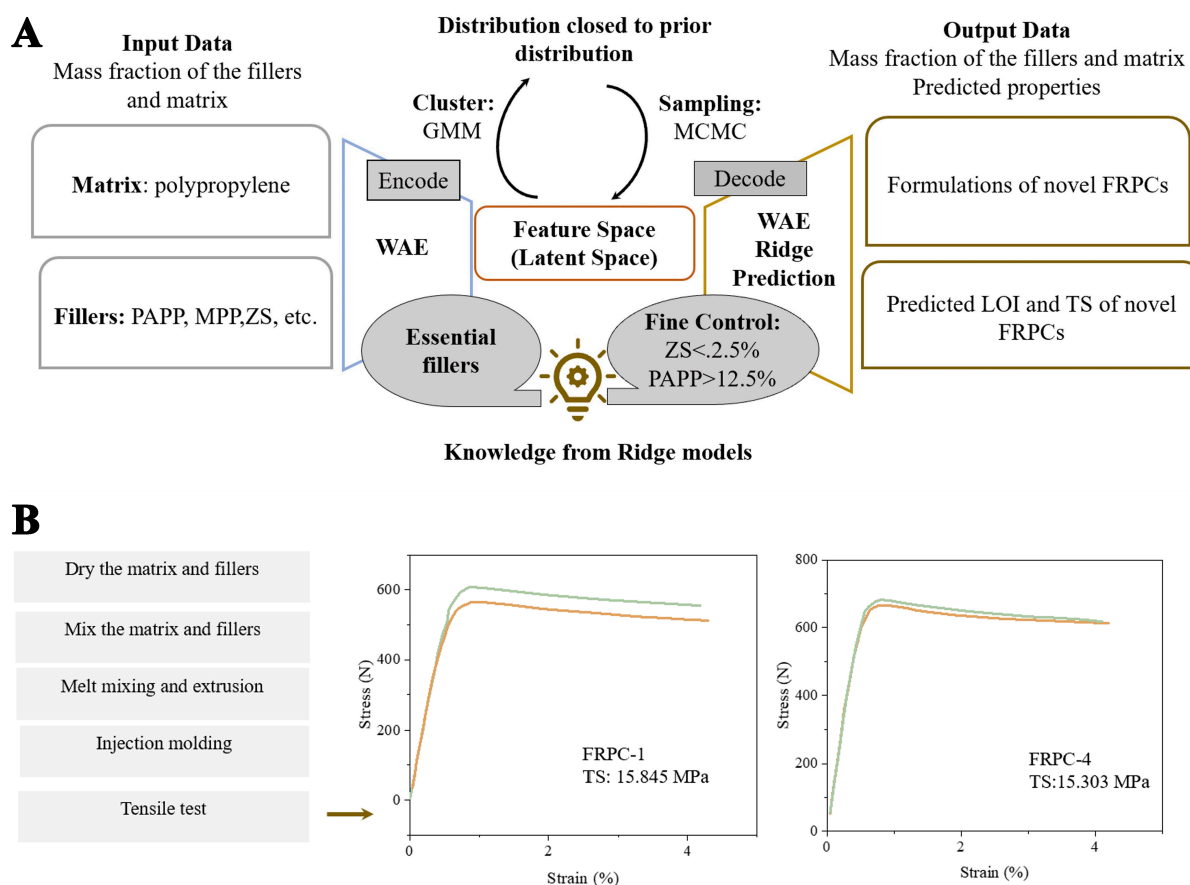 A
Input Data
Mass fraction of the fillers
and matrix
Matrix: polypropylene
Fillers: PAPP, MPP,ZS, etc.
Distribution closed to prior
distribution
Cluster:
GMM
Sampling:
MCMC
Encode
WAE
Feature Space
(Latent Space)
Decode
WAE
Ridge
Prediction
Essential
fillers
Fine Control:
ZS<.2.5%
PAPP>12.5%
Knowledge from Ridge models
Output Data
Mass fraction of the fillers and matrix
Predicted properties
Formulations of novel FRPCs
Predicted LOI and TS of novel
FRPCs
B
Dry the matrix and fillers
Mix the matrix and fillers
Melt mixing and extrusion
Injection molding
Tensile test
Stress (N)
600
400
200
0
0
2
4
Strain (%)
FRPC-1
TS: 15.845 MPa
Stress (N)
800
600
400
200
0
0
2
4
Strain (%)
FRPC-4
TS:15.303 MPa